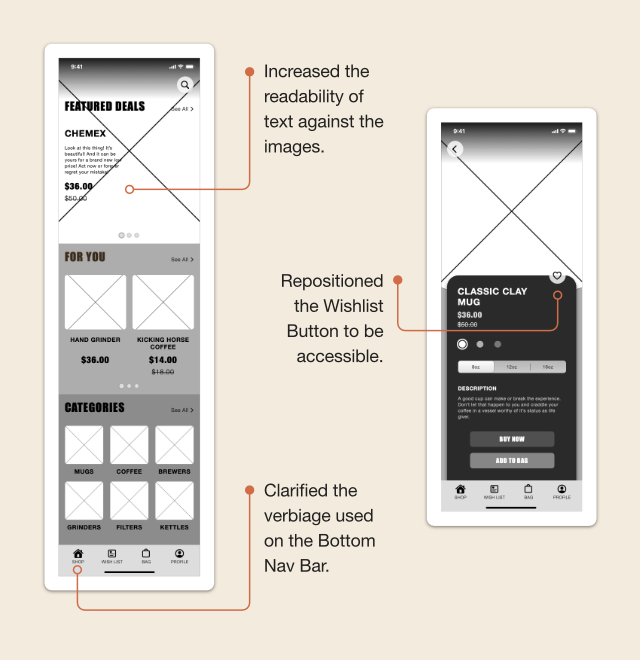 9:41
FEATURED DEALS
See All >
CHEMEX
Look at this thing! It's
beautiful! And it can be
yours for a brand new low
price! Act now or forever
regret your mistake!
$36.00
$50.00
FOR YOU
See All >
HAND GRINDER
$36.00
KICKING HORSE
COFFEE
$14.00
$18.00
CATEGORIES
See All >
MUGS COFFEE BREWERS
GRINDERS FILTERS KETTLES
SHOP WISH LIST BAG PROFILE
Increased the
readability of
text against the
images.
Repositioned
the Wishlist
Button to be
accessible.
Clarified the
verbiage used
on the Bottom
Nav Bar.
9:41
CLASSIC CLAY
MUG
$36.00
$50.00
8oz 12oz 16oz
DESCRIPTION
A good cup can make or break the experience.
Don't let that happen to you and craddle your
coffee in a vessel worthy of it's status as life
giver.
BUY NOW
ADD TO BAG
SHOP WISH LIST BAG PROFILE